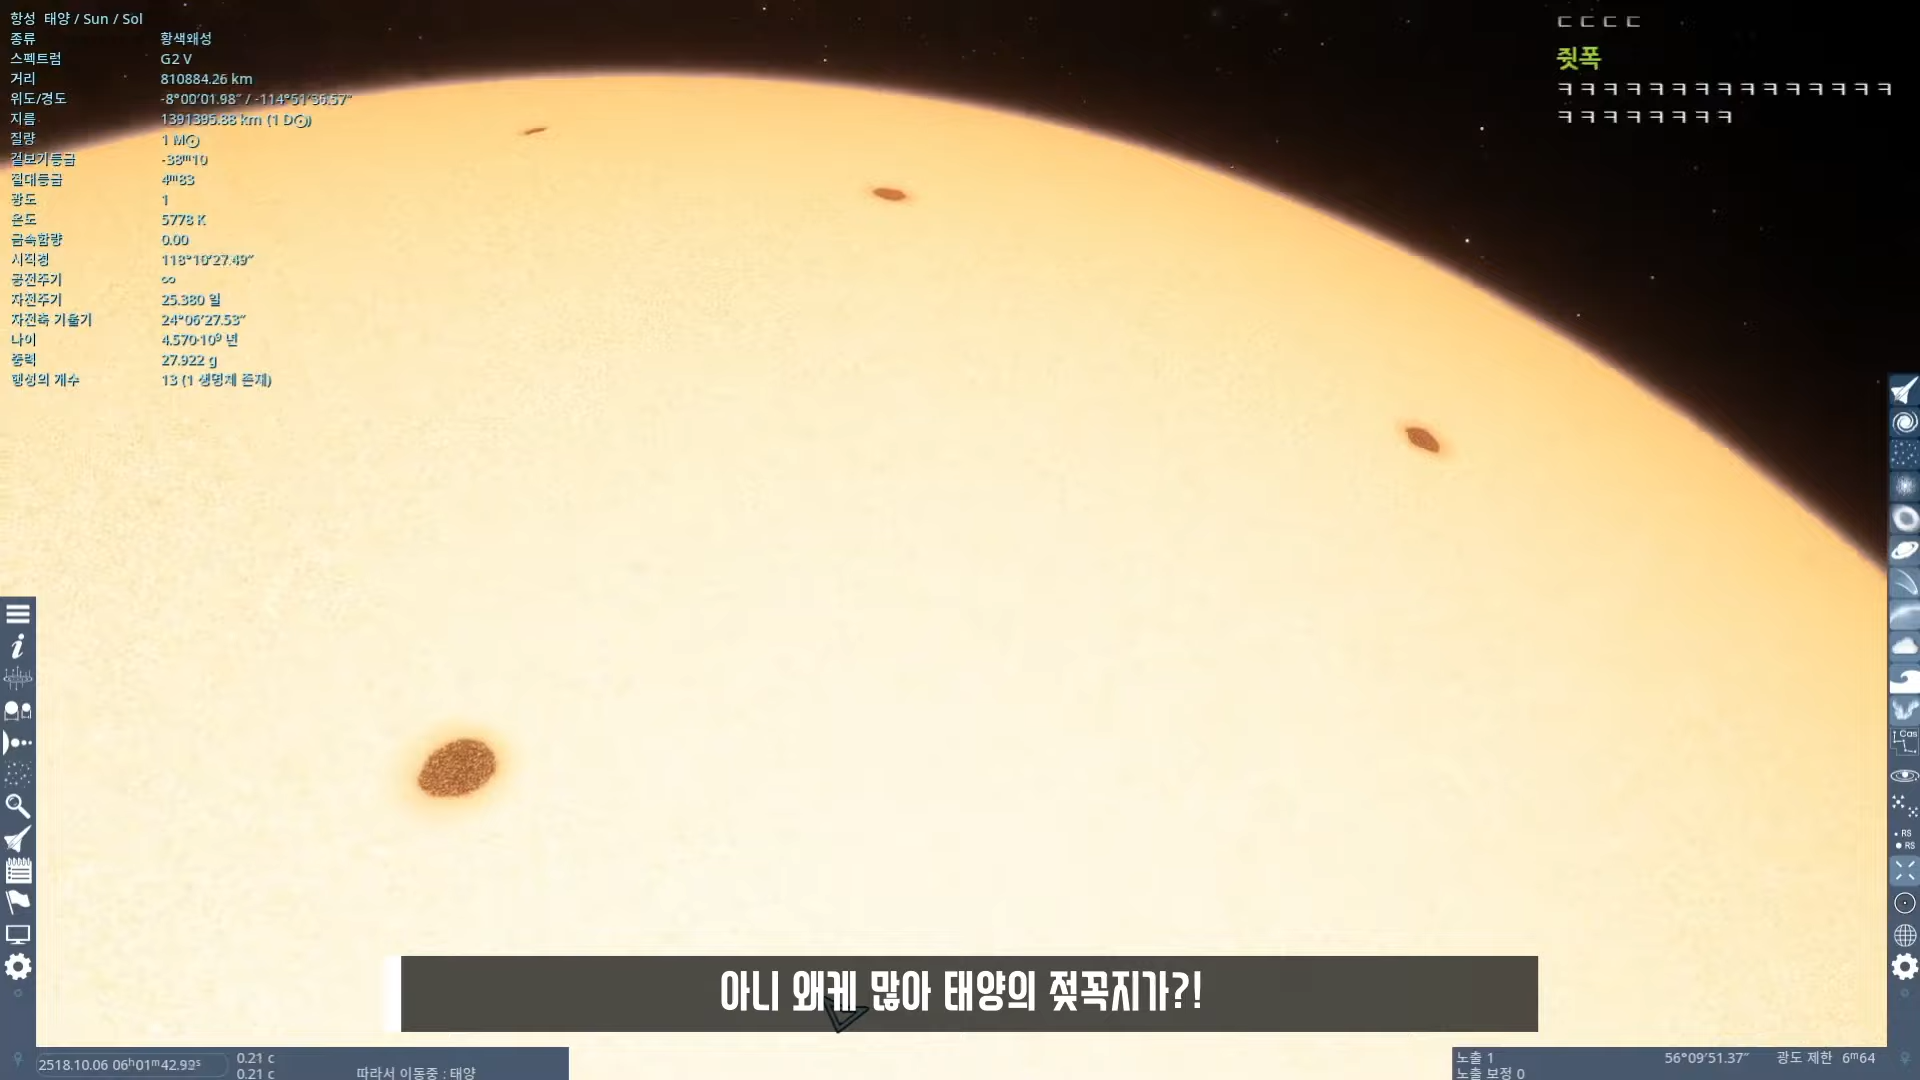 항성 태양 / Sun / Sol
종류 황색왜성
스펙트럼 G2 V
거리 810884.26 km
위도/경도 -8°00′01.98″ / -114°51′36.57″
지름 1391395.88 km (1 D☉)
질량 1 M☉
겉보기등급 -38ᵐ10
절대등급 4ᵐ83
광도 1
온도 5778 K
금속함량 0.00
시직경 118°10′27.49″
공전주기 ∞
자전주기 25.380 일
자전축 기울기 24°06′27.53″
나이 4.570·10⁹ 년
중력 27.922 g
행성의 개수 13 (1 생명체 존재)
ㄷㄷㄷㄷ
쥣폭
ㅋㅋㅋㅋㅋㅋㅋㅋㅋㅋㅋㅋㅋㅋㅋ
ㅋㅋㅋㅋㅋㅋㅋㅋ
Cas
RS
RS
아니 왜케 많아 태양의 젖꼭지가?!
2518.10.06 06ʰ01ᵐ42.92ˢ
0.21 c
0.21 c
따라서 이동중 : 태양
노출 1
노출 보정 0
56°09′51.37″
광도 제한 6ᵐ64